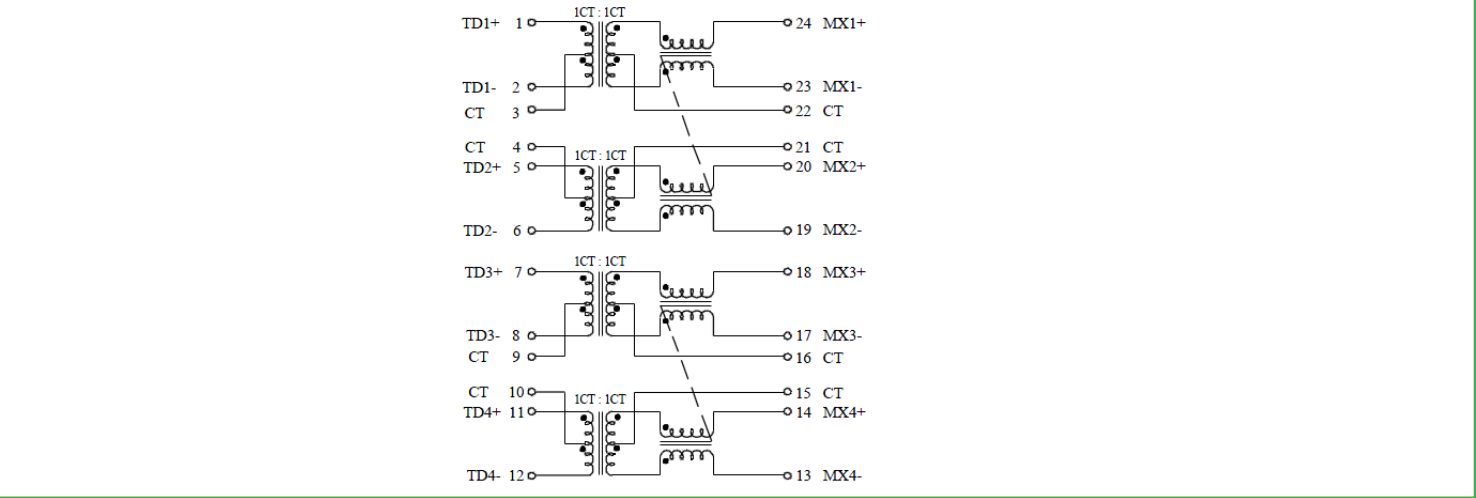 1CT : 1CT
TD1+ 1 24 MX1+
TD1- 2 23 MX1-
CT 3 22 CT
CT 4 21 CT
1CT : 1CT
TD2+ 5 20 MX2+
TD2- 6 19 MX2-
1CT : 1CT
TD3+ 7 18 MX3+
TD3- 8 17 MX3-
CT 9 16 CT
CT 10 15 CT
1CT : 1CT
TD4+ 11 14 MX4+
TD4- 12 13 MX4-